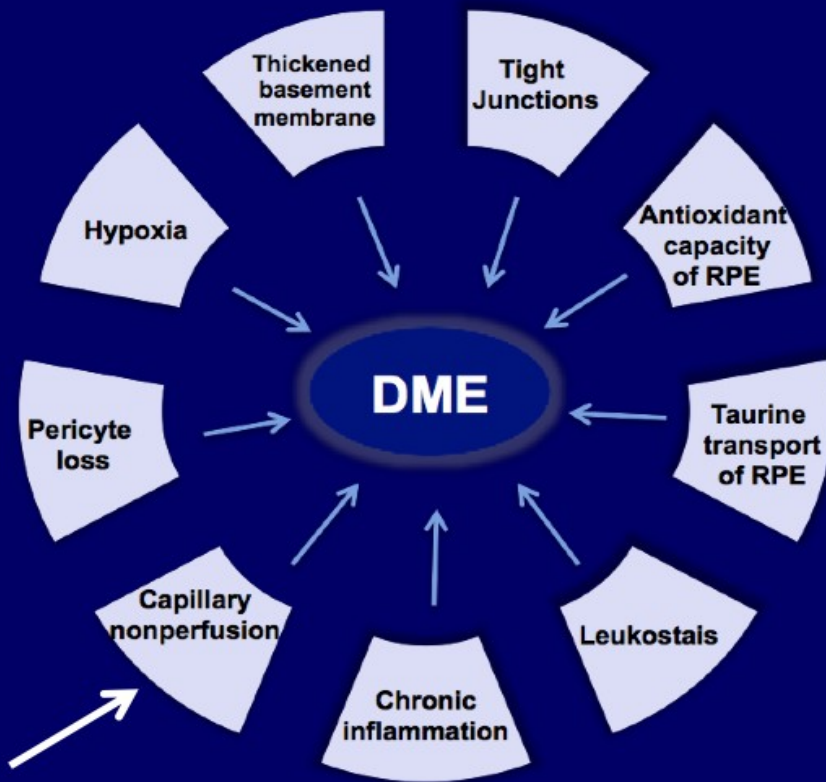 Thickened
basement
membrane
Tight
Junctions
Antioxidant
capacity
of RPE
Taurine
transport
of RPE
Leukostais
Chronic
inflammation
Capillary
nonperfusion
Pericyte
loss
Hypoxia
DME